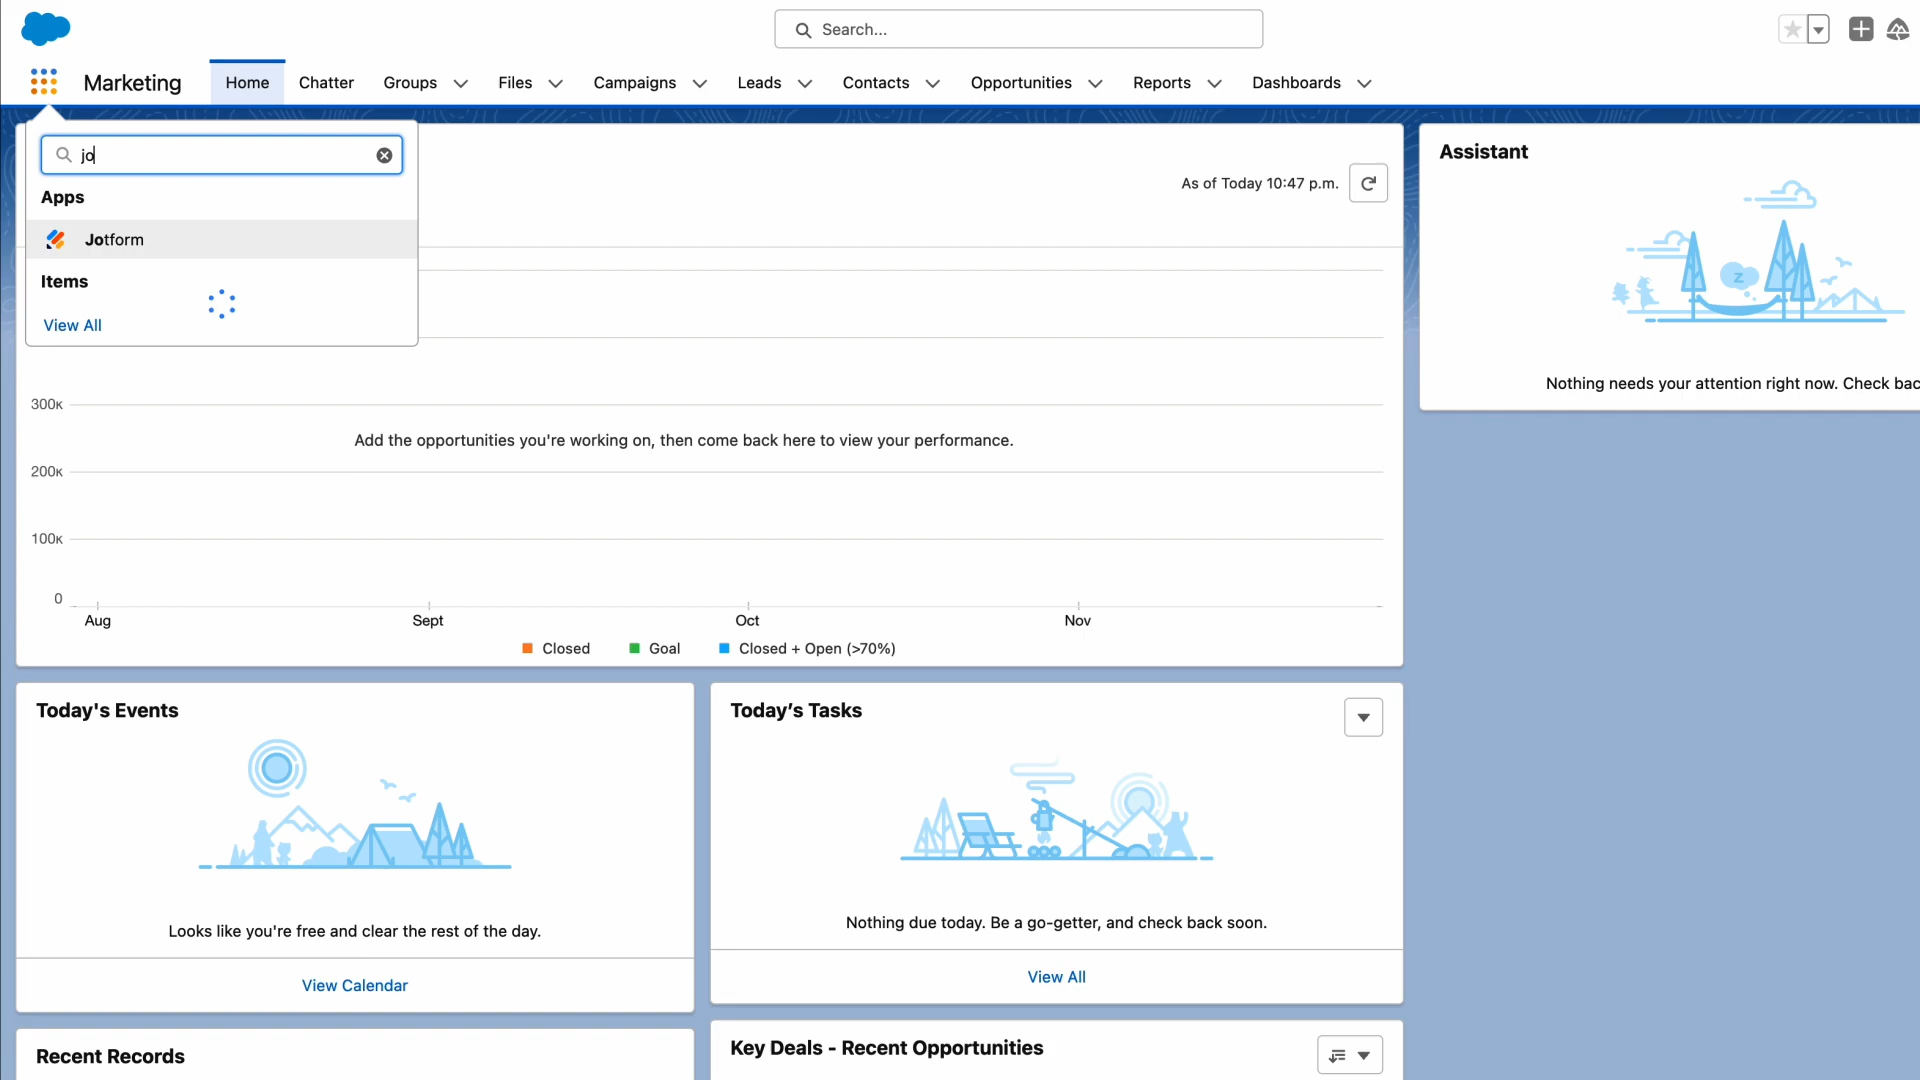 Search...
Marketing
Home
Chatter
Groups
Files
Campaigns
Leads
Contacts
Opportunities
Reports
Dashboards
jo
Apps
Jotform
Items
View All
As of Today 10:47 p.m.
300K
Add the opportunities you're working on, then come back here to view your performance.
200K
100K
0
Aug
Sept
Oct
Nov
Closed
Goal
Closed + Open (>70%)
Assistant
z
Nothing needs your attention right now. Check bac
Today's Events
Looks like you're free and clear the rest of the day.
View Calendar
Today’s Tasks
Nothing due today. Be a go-getter, and check back soon.
View All
Recent Records
Key Deals - Recent Opportunities